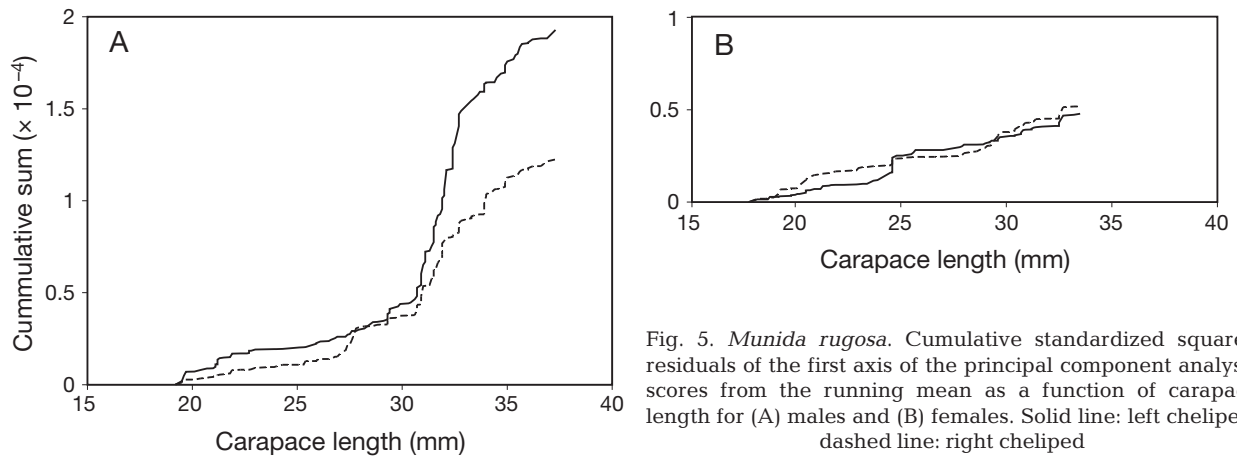 2
1.5
1
0.5
0
A
Cummulative sum (× 10⁻⁴)
15
20
25
30
35
40
Carapace length (mm)
1
0.5
0
B
15
20
25
30
35
40
Carapace length (mm)
Fig. 5. Munida rugosa. Cumulative standardized square
residuals of the first axis of the principal component analys
scores from the running mean as a function of carapa
length for (A) males and (B) females. Solid line: left chelipe
dashed line: right cheliped